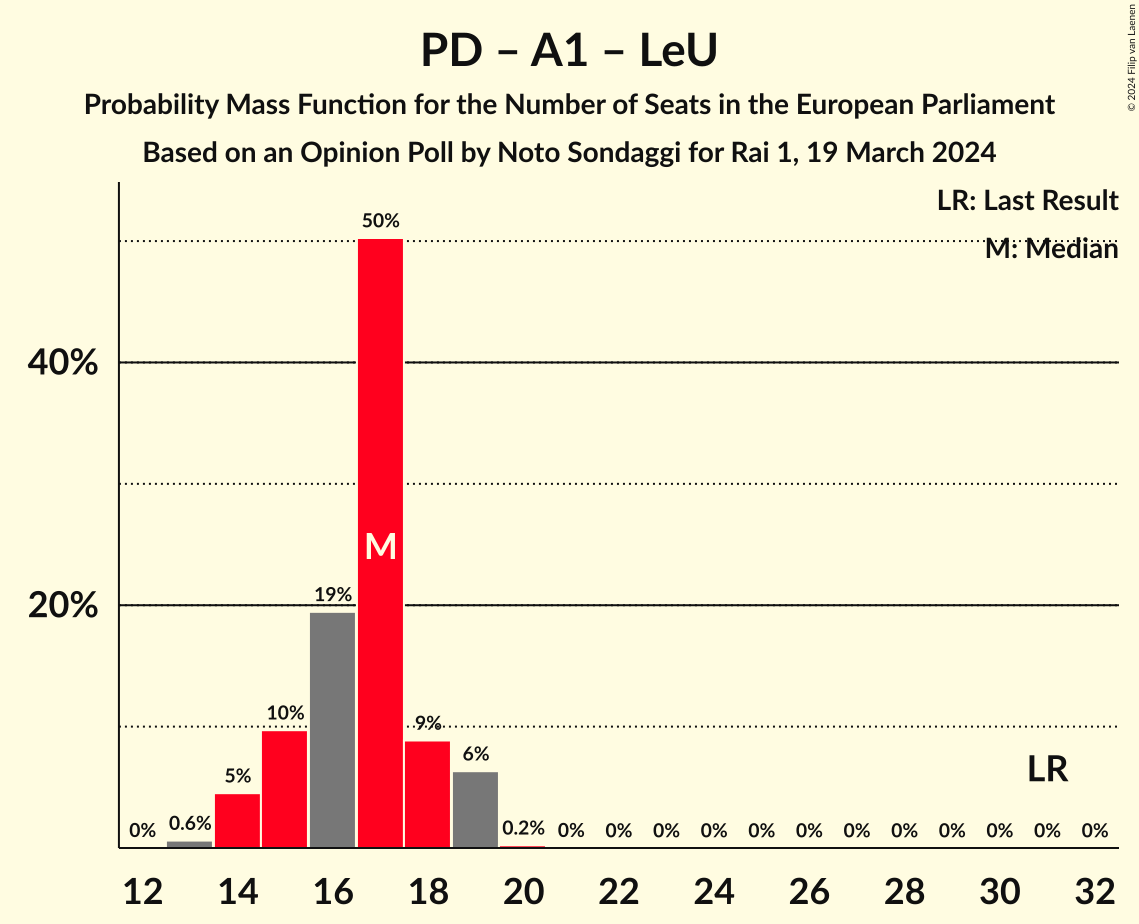 PD – A1 – LeU
Probability Mass Function for the Number of Seats in the European Parliament
Based on an Opinion Poll by Noto Sondaggi for Rai 1, 19 March 2024
© 2024 Filip van Laenen
LR: Last Result
M: Median
50%
40%
M
19%
20%
10%
9%
6%
5%
LR
0% 0.6% 0.2% 0% 0% 0% 0% 0% 0% 0% 0% 0% 0% 0% 0%
12 14 16 18 20 22 24 26 28 30 32